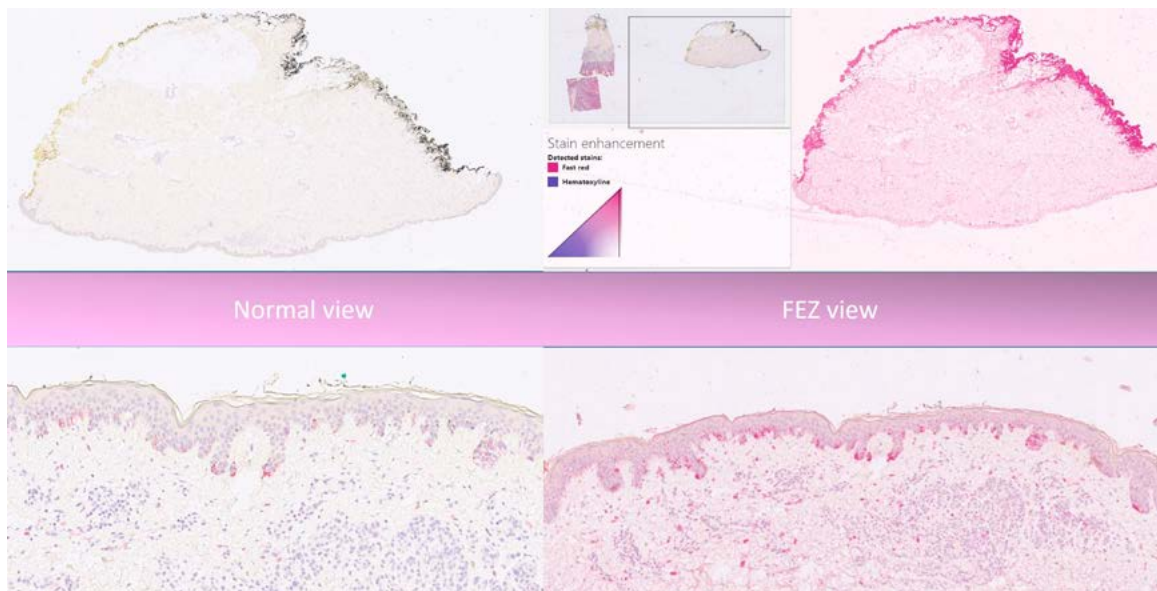 Stain enhancement
Detected stains:
Fast red
Hematoxyline
Normal view
FEZ view